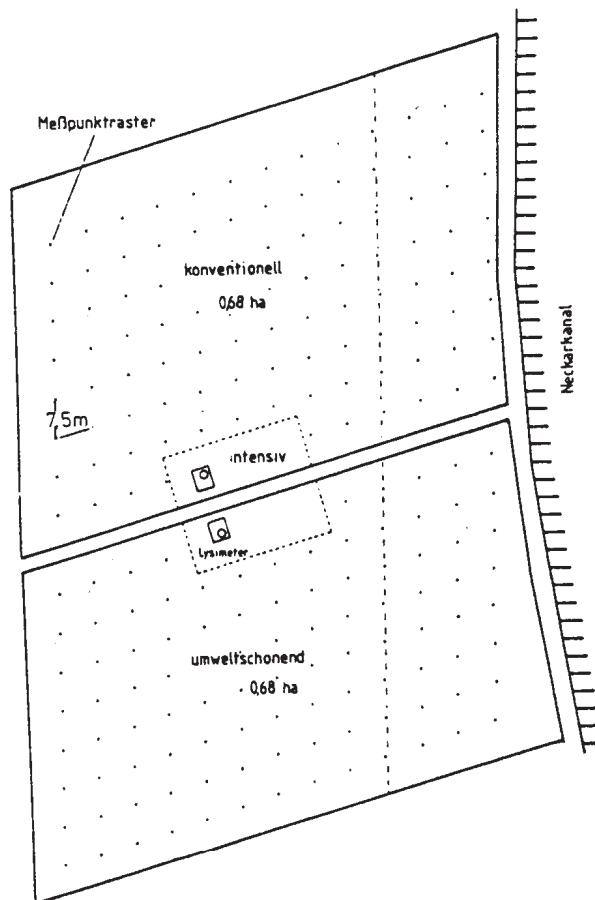 Meßpunktraster
konventionell
0,68 ha
Neckarkanal
7,5m
intensiv
Lysimeter
umweltschonend
0,68 ha